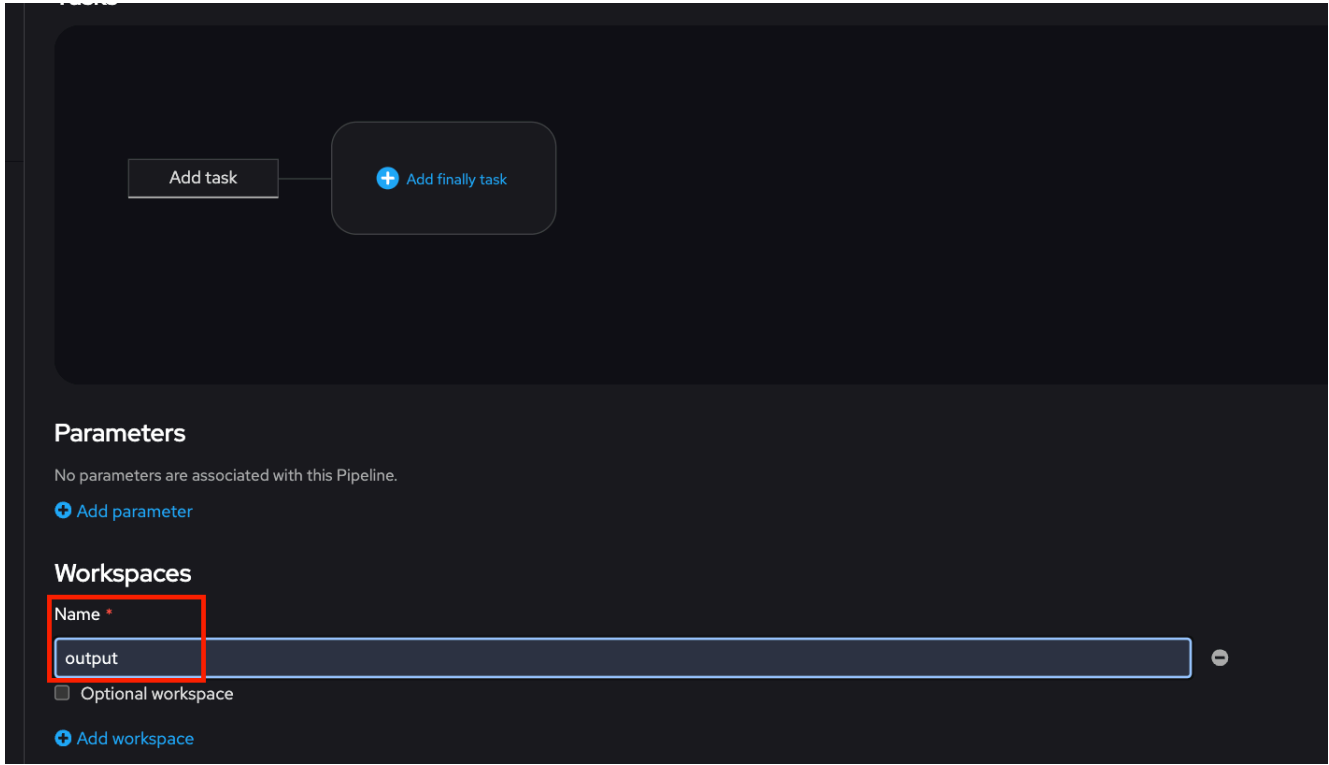 Tasks
Add task
Add finally task
Parameters
No parameters are associated with this Pipeline.
Add parameter
Workspaces
Name *
output
Optional workspace
Add workspace